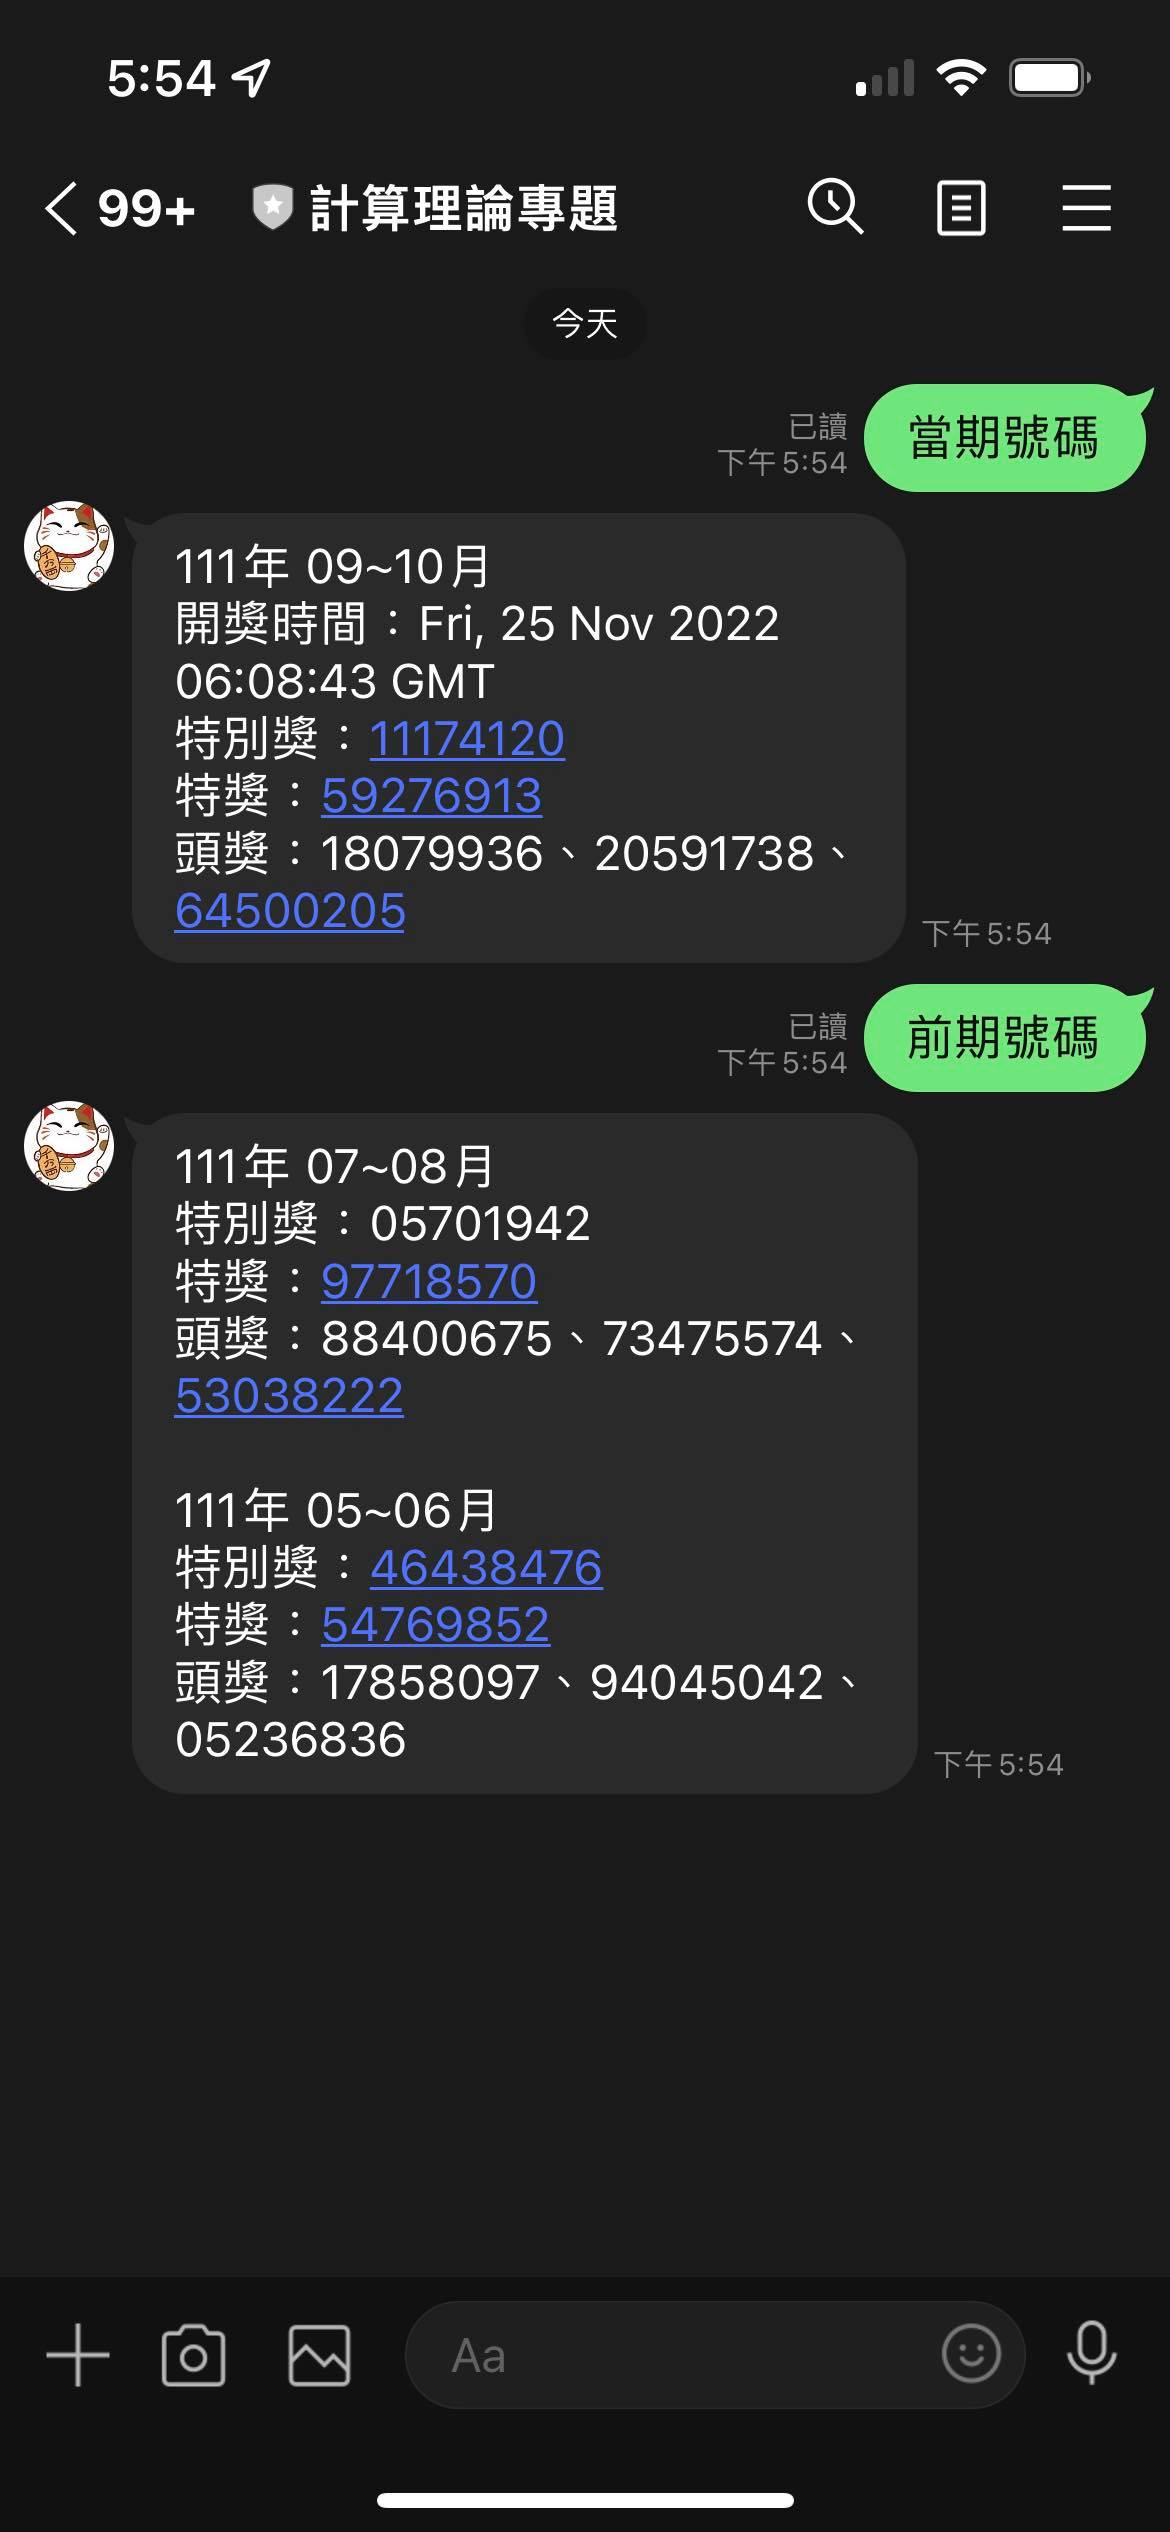 5:54
99+ 計算理論專題
今天
當期號碼
已讀
下午 5:54
111年 09~10月
開獎時間：Fri, 25 Nov 2022
06:08:43 GMT
特別獎：11174120
特獎：59276913
頭獎：18079936、20591738、
64500205
下午 5:54
前期號碼
已讀
下午 5:54
111年 07~08月
特別獎：05701942
特獎：97718570
頭獎：88400675、73475574、
53038222
111年 05~06月
特別獎：46438476
特獎：54769852
頭獎：17858097、94045042、
05236836
下午 5:54
Aa